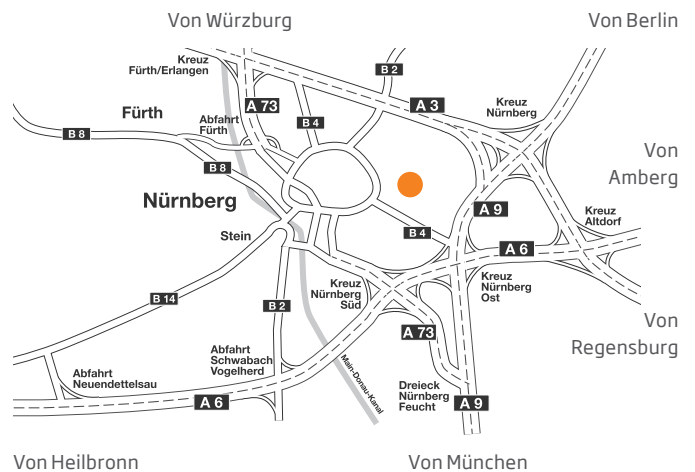 Von Würzburg
Von Berlin
Kreuz
Fürth/Erlangen
B 2
A 73
A 3
Kreuz
Nürnberg
Fürth
Abfahrt
Fürth
B 4
B 8
B 8
Von
Amberg
Nürnberg
A 9
Kreuz
Altdorf
Stein
B 4
A 6
Kreuz
Nürnberg
Süd
Kreuz
Nürnberg
Ost
B 14
B 2
A 73
Von
Regensburg
Abfahrt
Schwabach
Vogelherd
Main-Donau-Kanal
Abfahrt
Neuendettelsau
Dreieck
Nürnberg
Feucht
A 6
A 9
Von Heilbronn
Von München